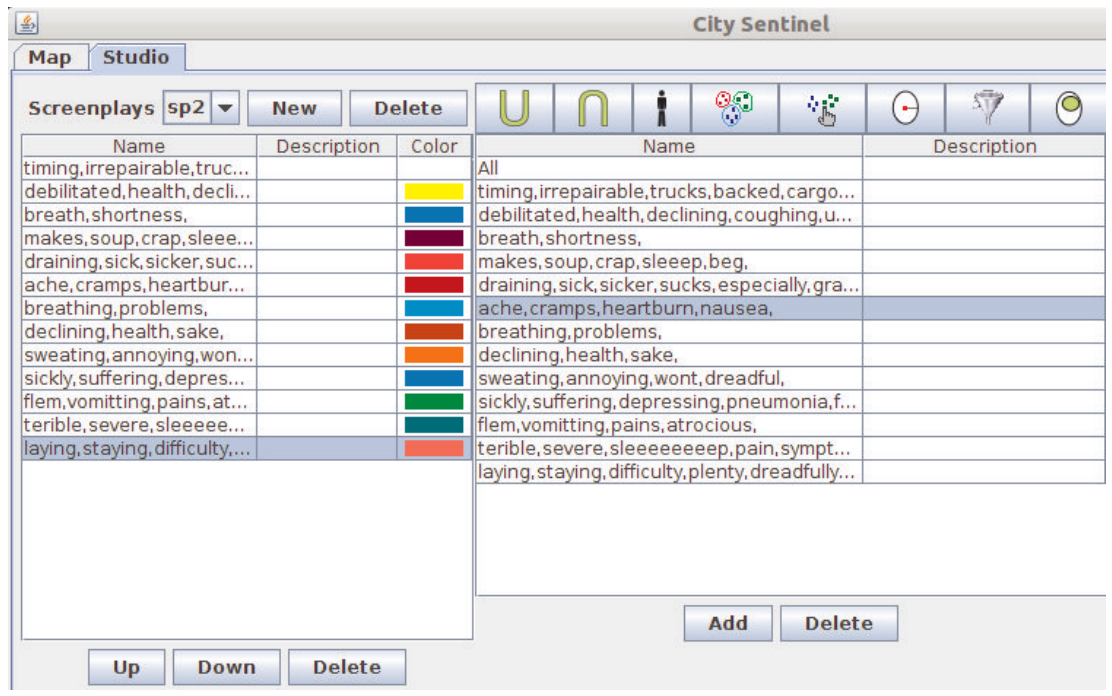 City Sentinel
Map Studio
Screenplays sp2 New Delete
Name Description Color
timing,irrepairable,truc...
debilitated,health,decli...
breath,shortness,
makes,soup,crap,sleee...
draining,sick,sicker,suc...
ache,cramps,heartbur...
breathing,problems,
declining,health,sake,
sweating,annoying,won...
sickly,suffering,depres...
flem,vomitting,pains,at...
terible,severe,sleeeee...
laying,staying,difficulty,...
Up Down Delete
Name Description
All
timing,irrepairable,trucks,backed,cargo...
debilitated,health,declining,coughing,u...
breath,shortness,
makes,soup,crap,sleeep,beg,
draining,sick,sicker,sucks,especially,gra...
ache,cramps,heartburn,nausea,
breathing,problems,
declining,health,sake,
sweating,annoying,wont,dreadful,
sickly,suffering,depressing,pneumonia,f...
flem,vomitting,pains,atrocious,
terible,severe,sleeeeeeeep,pain,sympt...
laying,staying,difficulty,plenty,dreadfully...
Add Delete